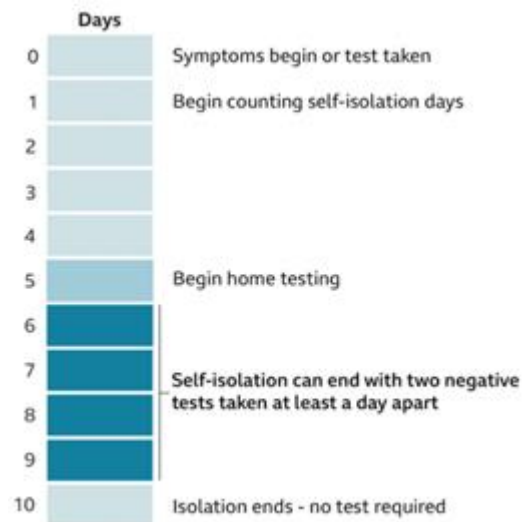 Days
0 Symptoms begin or test taken
1 Begin counting self-isolation days
2
3
4
5 Begin home testing
6
7
Self-isolation can end with two negative
tests taken at least a day apart
8
9
10 Isolation ends - no test required